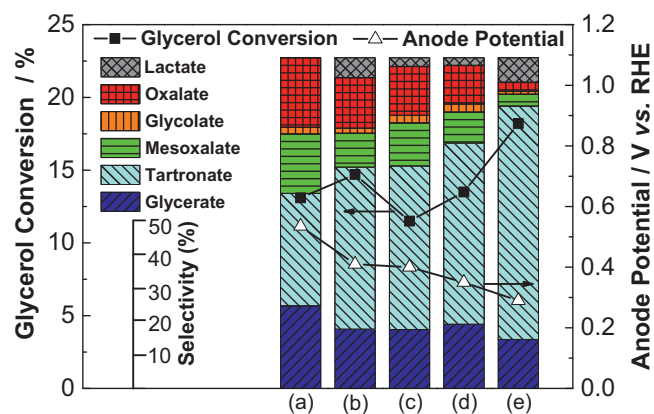 25
20
15
10
5
0
Glycerol Conversion / %
Glycerol Conversion
Anode Potential
Lactate
Oxalate
Glycolate
Mesoxalate
Tartronate
Glycerate
50
40
30
20
10
Selectivity (%)
1.2
1.0
0.8
0.6
0.4
0.2
0.0
Anode Potential / V vs. RHE
(a) (b) (c) (d) (e)